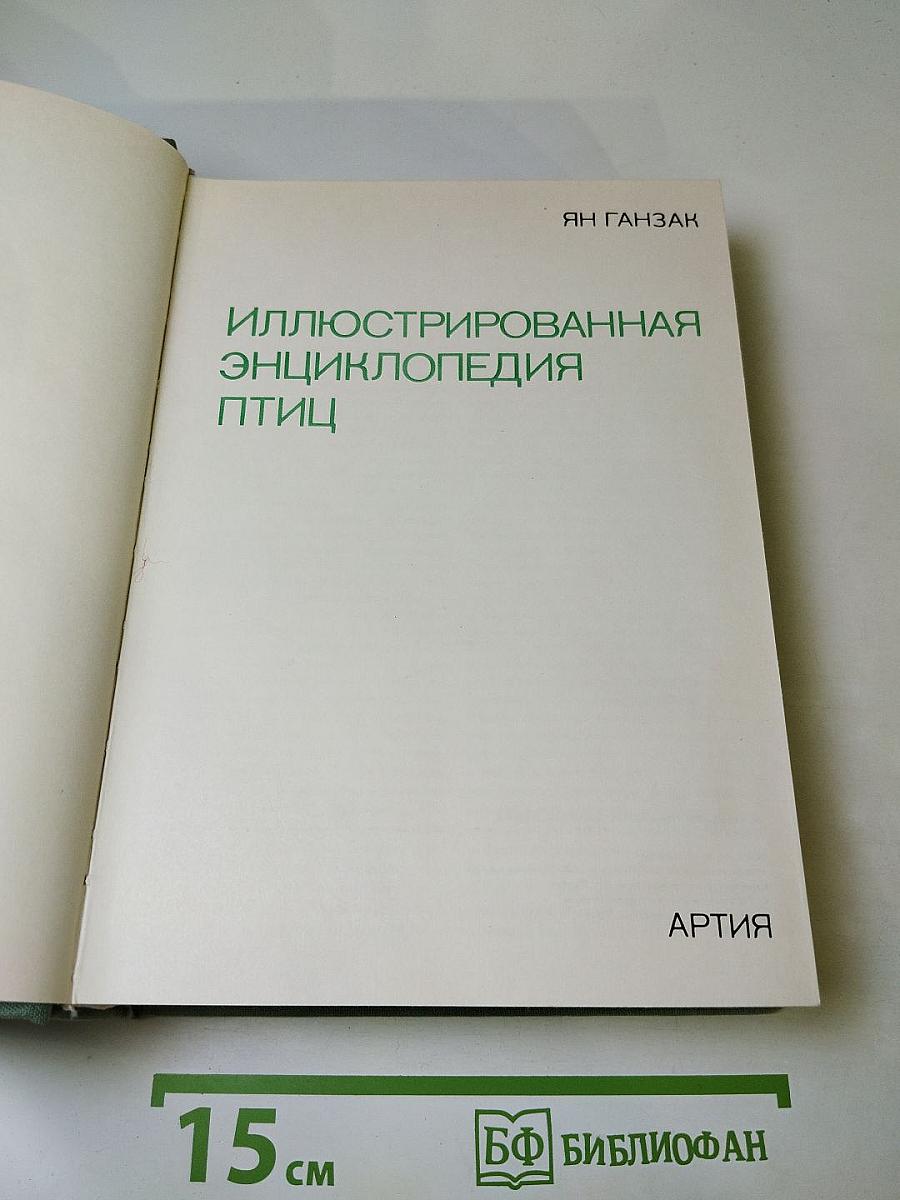 ЯН ГАНЗАК
ИЛЛЮСТРИРОВАННАЯ
ЭНЦИКЛОПЕДИЯ
ПТИЦ
АРТИЯ
15 см
БФ БИБЛИОФАН